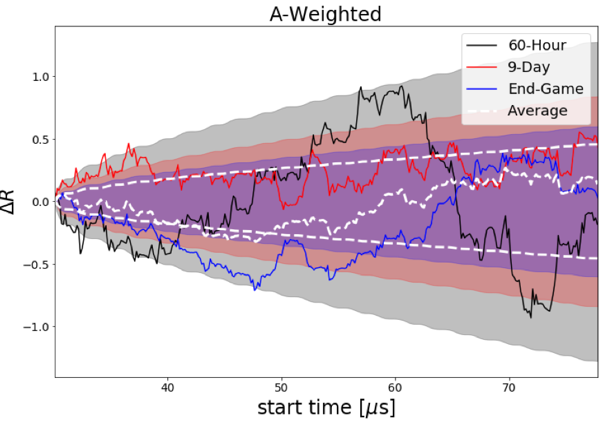 A-Weighted
60-Hour
9-Day
End-Game
Average
1.0
0.5
0.0
−0.5
−1.0
ΔR
40
50
60
70
start time [μs]